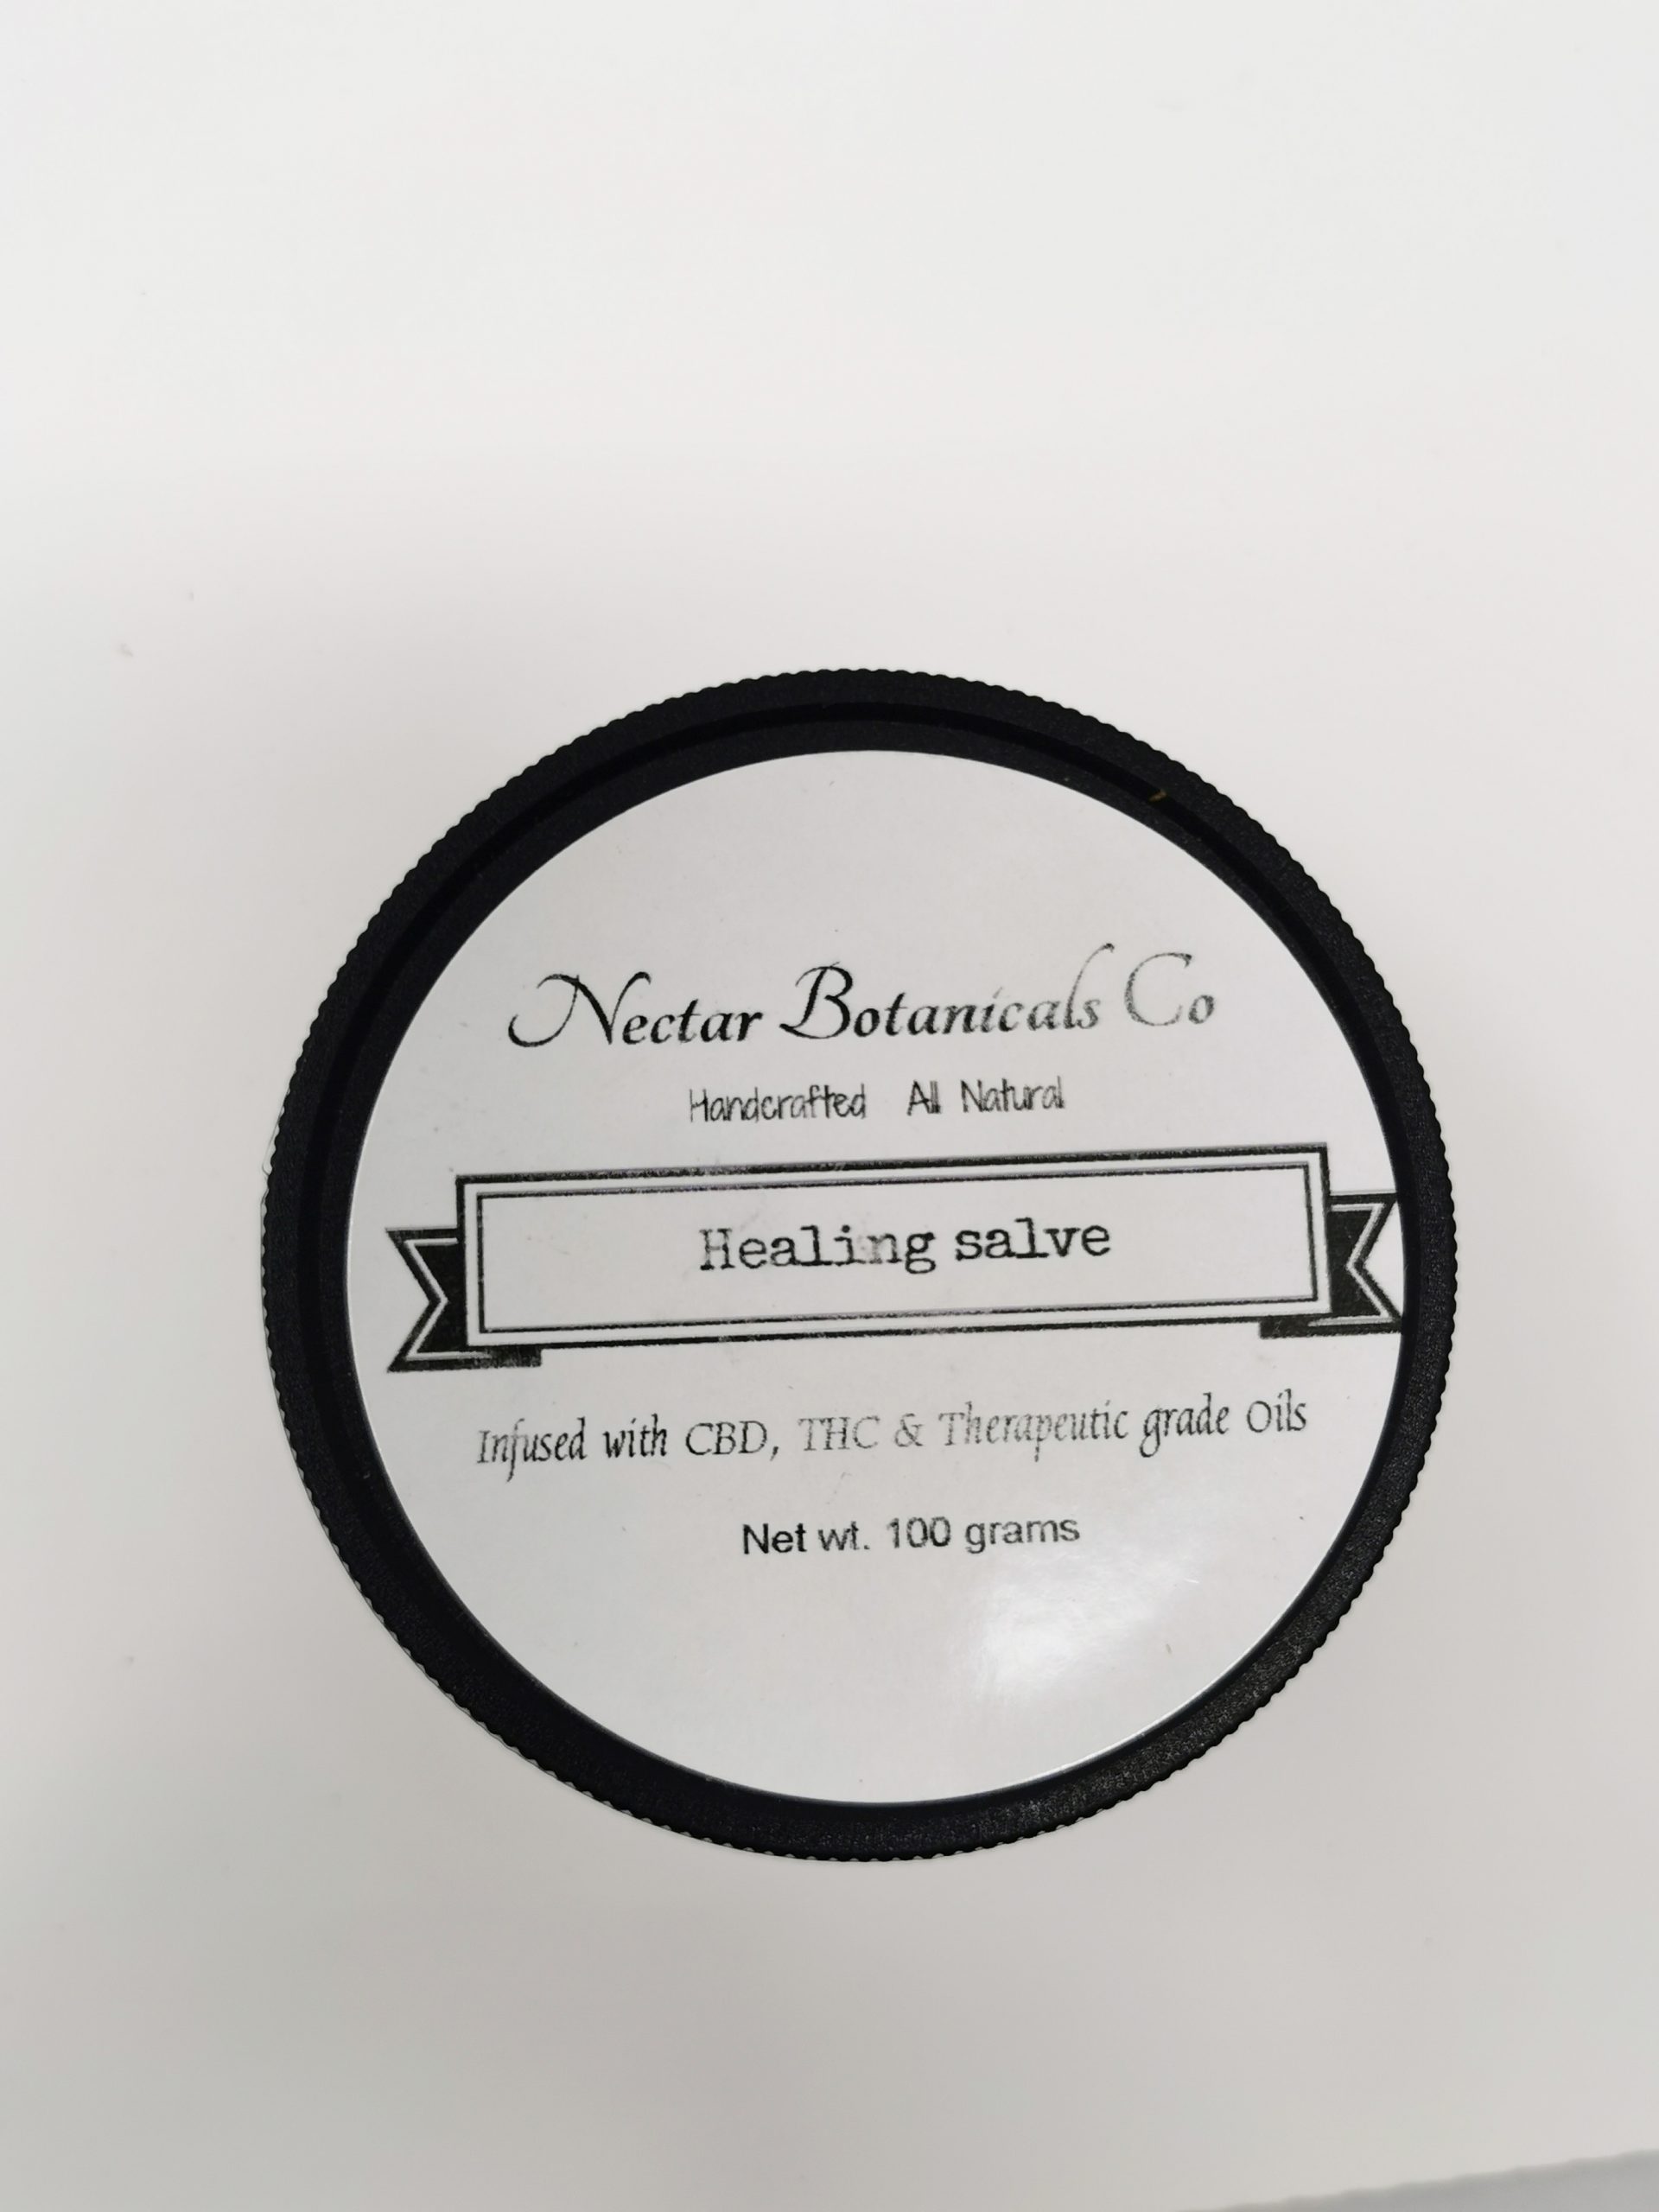 Nectar Botanicals Co
Handcrafted All Natural
Healing salve
Infused with CBD, THC & Therapeutic grade Oils
Net wt. 100 grams